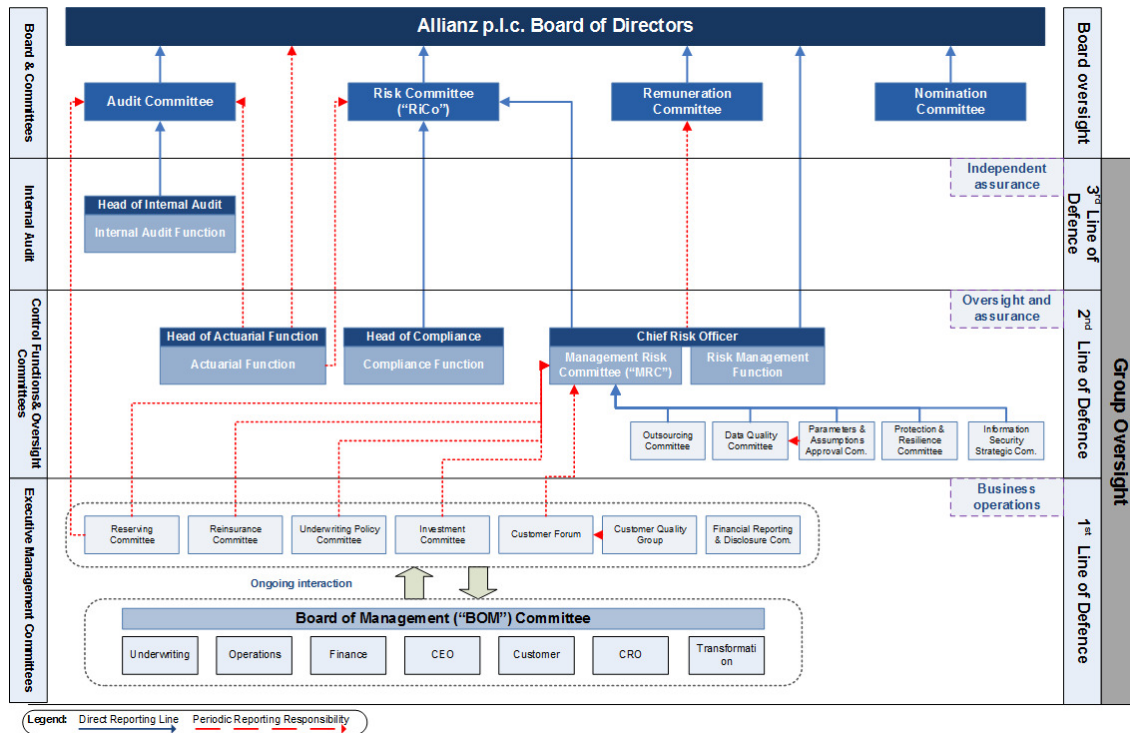 Allianz p.l.c. Board of Directors
Board & Committees
Audit Committee
Risk Committee
("RiCo")
Remuneration
Committee
Nomination
Committee
Board oversight
Internal Audit
Head of Internal Audit
Internal Audit Function
Independent
assurance
3rd Line of
Defence
Control Functions& Oversight
Committees
Head of Actuarial Function
Actuarial Function
Head of Compliance
Compliance Function
Chief Risk Officer
Management Risk
Committee ("MRC")
Risk Management
Function
Oversight and
assurance
2nd Line of Defence
Outsourcing
Committee
Data Quality
Committee
Parameters &
Assumptions
Approval Com.
Protection &
Resilience
Committee
Information
Security
Strategic Com.
Group Oversight
Executive Management Committees
Business
operations
1st Line of Defence
Reserving
Committee
Reinsurance
Committee
Underwriting Policy
Committee
Investment
Committee
Customer Forum
Customer Quality
Group
Financial Reporting
& Disclosure Com.
Ongoing interaction
Board of Management ("BOM") Committee
Underwriting
Operations
Finance
CEO
Customer
CRO
Transformati
on
Legend: Direct Reporting Line Periodic Reporting Responsibility